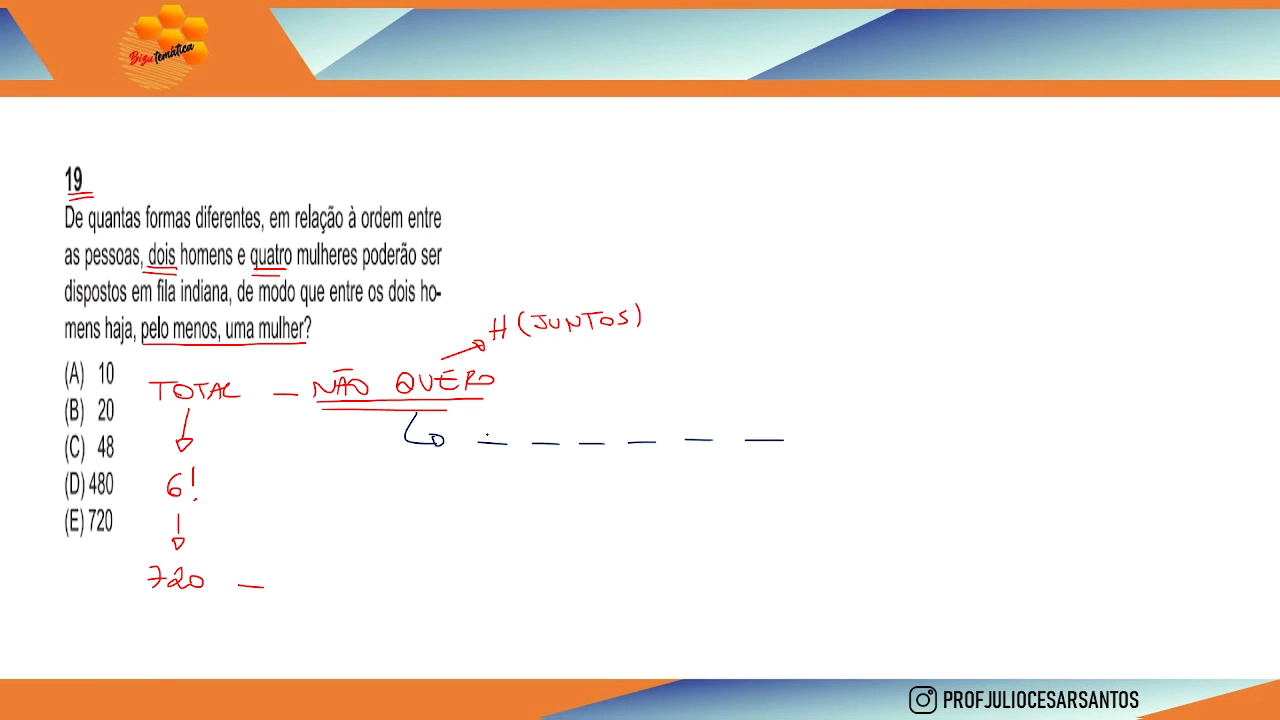 Bizutemática
19
De quantas formas diferentes, em relação à ordem entre
as pessoas, dois homens e quatro mulheres poderão ser
dispostos em fila indiana, de modo que entre os dois ho-
mens haja, pelo menos, uma mulher?
H (JUNTOS)
(A) 10
TOTAL — NÃO QUERO
(B) 20
(C) 48
(D) 480
6!
(E) 720
720 —
PROFJULIOCESARSANTOS